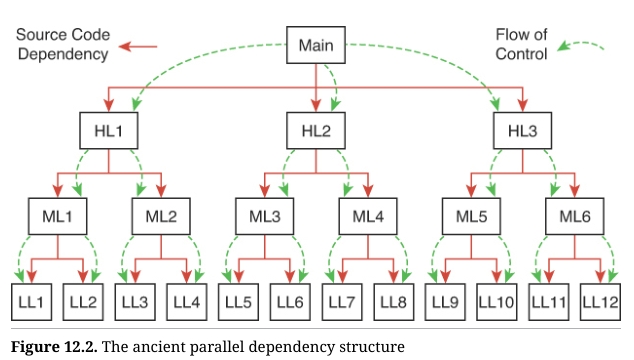 Source Code
Dependency
Main
Flow of
Control
HL1
HL2
HL3
ML1
ML2
ML3
ML4
ML5
ML6
LL1
LL2
LL3
LL4
LL5
LL6
LL7
LL8
LL9
LL10
LL11
LL12
Figure 12.2. The ancient parallel dependency structure